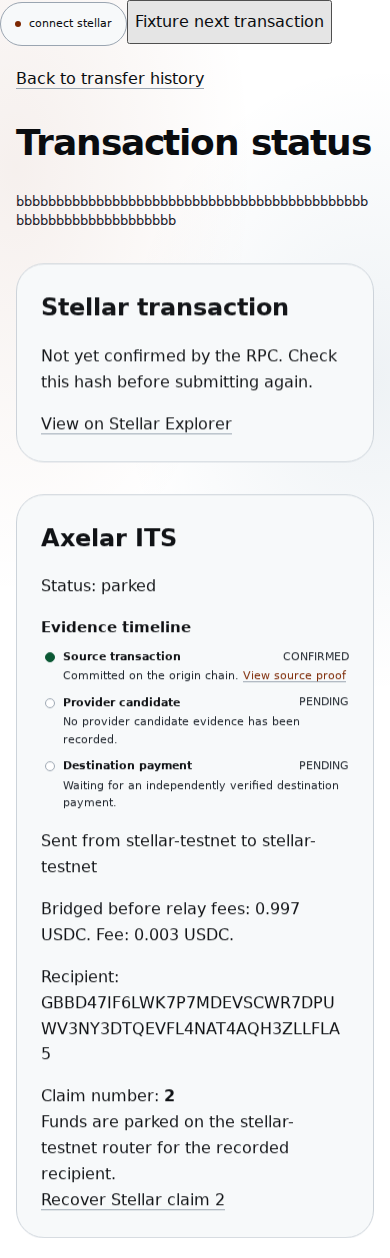 connect stellar
Fixture next transaction
Back to transfer history
Transaction status
bbbbbbbbbbbbbbbbbbbbbbbbbbbbbbbbbbbbbbbbbbbb
bbbbbbbbbbbbbbbbbbbb
Stellar transaction
Not yet confirmed by the RPC. Check
this hash before submitting again.
View on Stellar Explorer
Axelar ITS
Status: parked
Evidence timeline
Source transaction CONFIRMED
Committed on the origin chain. View source proof
Provider candidate PENDING
No provider candidate evidence has been
recorded.
Destination payment PENDING
Waiting for an independently verified destination
payment.
Sent from stellar-testnet to stellar-
testnet
Bridged before relay fees: 0.997
USDC. Fee: 0.003 USDC.
Recipient:
GBBD47IF6LWK7P7MDEVSCWR7DPU
WV3NY3DTQEVFL4NAT4AQH3ZLLFLA
5
Claim number: 2
Funds are parked on the stellar-
testnet router for the recorded
recipient.
Recover Stellar claim 2